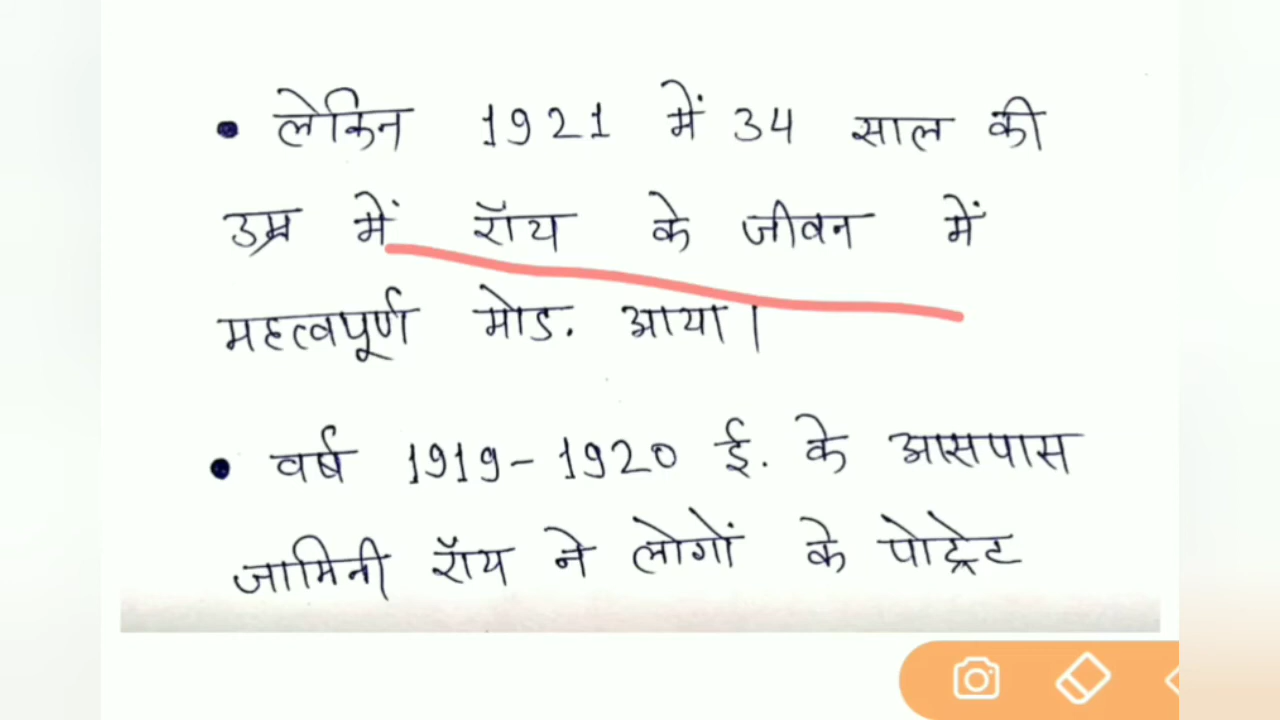 • लेकिन 1921 में 34 साल की
उम्र में रॉय के जीवन में
महत्वपूर्ण मोड. आया।
• वर्ष 1919-1920 ई. के आसपास
जामिनी रॉय ने लोगों के पोट्रेट